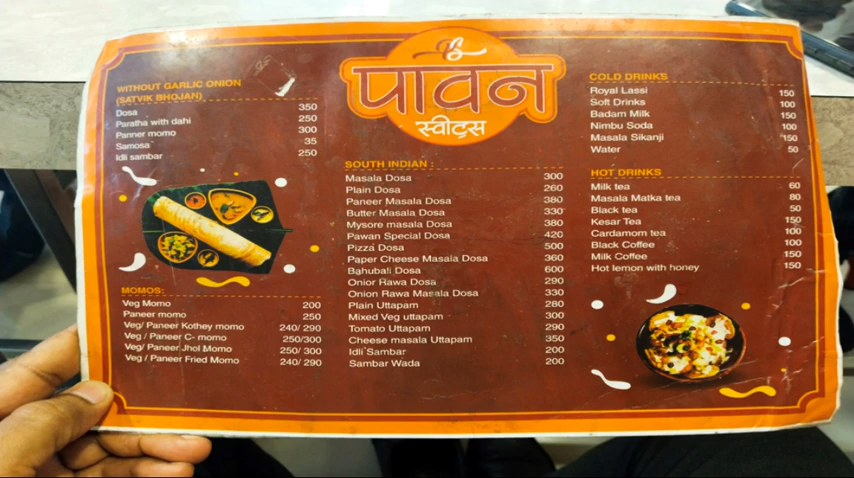 पावन
स्वीट्स
WITHOUT GARLIC ONION
(SATVIK BHOJAN)
Dosa 350
Paratha with dahi 250
Panner momo 300
Samosa 35
Idli sambar 250
MOMOS:
Veg Momo 200
Paneer momo 250
Veg/ Paneer Kothey momo 240/ 290
Veg / Paneer C- momo 250/300
Veg/ Paneer Jhol Momo 250/ 300
Veg / Paneer Fried Momo 240/ 290
SOUTH INDIAN :
Masala Dosa 300
Plain Dosa 260
Paneer Masala Dosa 380
Butter Masala Dosa 330
Mysore masala Dosa 380
Pawan Special Dosa 420
Pizza Dosa 500
Paper Cheese Masala Dosa 360
Bahubali Dosa 600
Onior Rawa Dosa 290
Onion Rawa Masala Dosa 330
Plain Uttapam 280
Mixed Veg uttapam 300
Tomato Uttapam 290
Cheese masala Uttapam 350
Idli Sambar 200
Sambar Wada 200
COLD DRINKS
Royal Lassi 150
Soft Drinks 100
Badam Milk 150
Nimbu Soda 100
Masala Sikanji 150
Water 50
HOT DRINKS
Milk tea 60
Masala Matka tea 80
Black tea 50
Kesar Tea 150
Cardamom tea 100
Black Coffee 100
Milk Coffee 150
Hot lemon with honey 150